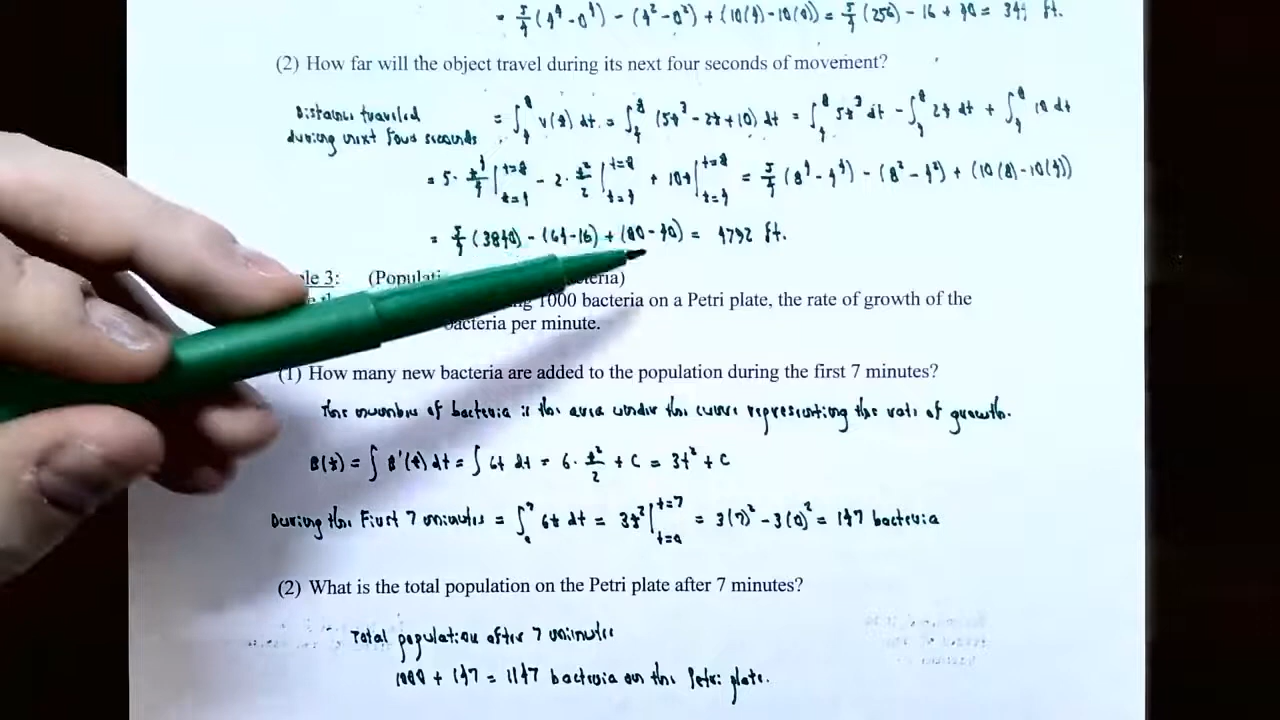 = 5/4 (4⁴ - 0⁴) - (4² - 0²) + (10(4) - 10(0)) = 5/4 (256) - 16 + 40 = 344 ft.
(2) How far will the object travel during its next four seconds of movement?
Distance traveled during next four seconds = ∫₄⁸ v(t) dt = ∫₄⁸ (5t³ - 2t + 10) dt = ∫₄⁸ 5t³ dt - ∫₄⁸ 2t dt + ∫₄⁸ 10 dt
= 5 · t⁴/4 |t=8 t=4 - 2 · t²/2 |t=8 t=4 + 10t |t=8 t=4 = 5/4 (8⁴ - 4⁴) - (8² - 4²) + (10(8) - 10(4))
= 5/4 (3840) - (64-16) + (80-40) = 4792 ft.
le 3: (Populati teria)
1000 bacteria on a Petri plate, the rate of growth of the
bacteria per minute.
(1) How many new bacteria are added to the population during the first 7 minutes?
The number of bacteria is the area under the curve representing the rate of growth.
B(t) = ∫ B'(t) dt = ∫ 6t dt = 6 · t²/2 + C = 3t² + C
During the First 7 minutes = ∫₀⁷ 6t dt = 3t² |t=7 t=0 = 3(7)² - 3(0)² = 147 bacteria
(2) What is the total population on the Petri plate after 7 minutes?
Total population after 7 minutes
1000 + 147 = 1147 bacteria on the Petri plate.